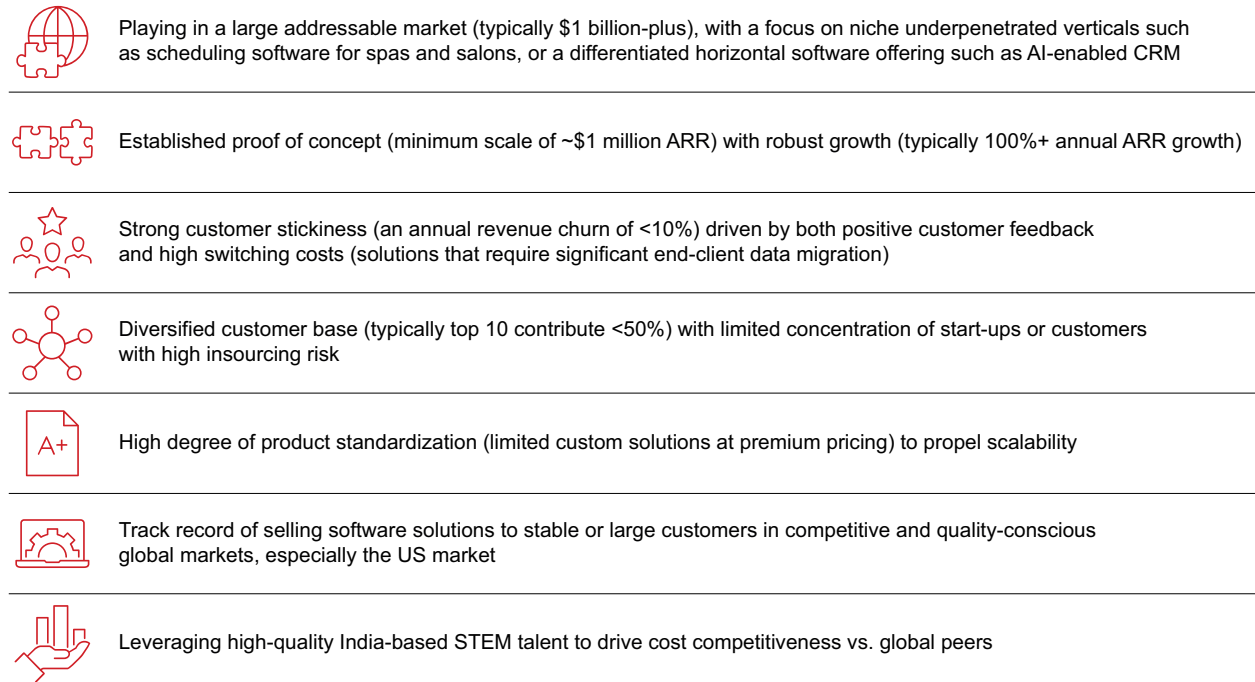 Playing in a large addressable market (typically $1 billion-plus), with a focus on niche underpenetrated verticals such
as scheduling software for spas and salons, or a differentiated horizontal software offering such as AI-enabled CRM
Established proof of concept (minimum scale of ~$1 million ARR) with robust growth (typically 100%+ annual ARR growth)
Strong customer stickiness (an annual revenue churn of <10%) driven by both positive customer feedback
and high switching costs (solutions that require significant end-client data migration)
Diversified customer base (typically top 10 contribute <50%) with limited concentration of start-ups or customers
with high insourcing risk
A+
High degree of product standardization (limited custom solutions at premium pricing) to propel scalability
Track record of selling software solutions to stable or large customers in competitive and quality-conscious
global markets, especially the US market
Leveraging high-quality India-based STEM talent to drive cost competitiveness vs. global peers